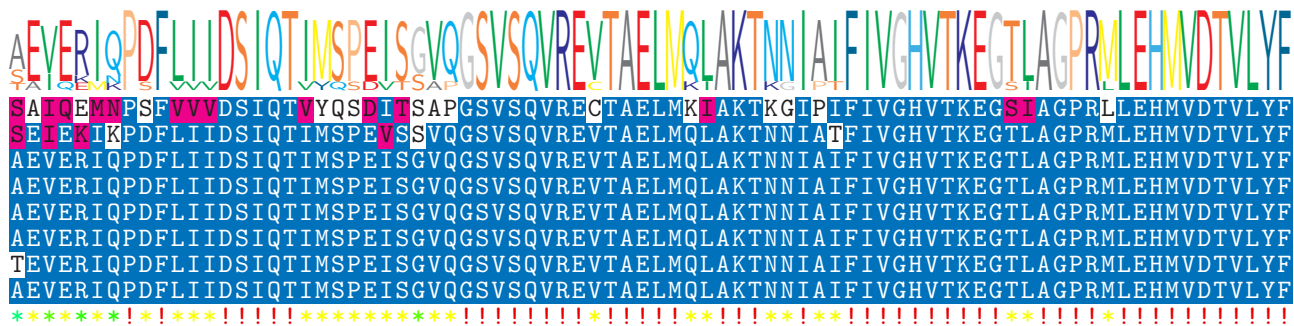 AEVERIQPDFLIIDSIQTIMSPEISGVQGSVSQVREVTAELMQLAKTNNIAIFIVGHVTKEGTLAGPRMLEHMVDTVLYF
SAIQEMNPSFVVVDSIQTVYQSDITSAPGSVSQVRECTAELMKIAKTKGIPIFIVGHVTKEGSIAGPRLLEHMVDTVLYF
SEIEKIKPDFLIIDSIQTIMSPEVSSVQGSVSQVREVTAELMQLAKTNNIATFIVGHVTKEGTLAGPRMLEHMVDTVLYF
AEVERIQPDFLIIDSIQTIMSPEISGVQGSVSQVREVTAELMQLAKTNNIAIFIVGHVTKEGTLAGPRMLEHMVDTVLYF
AEVERIQPDFLIIDSIQTIMSPEISGVQGSVSQVREVTAELMQLAKTNNIAIFIVGHVTKEGTLAGPRMLEHMVDTVLYF
AEVERIQPDFLIIDSIQTIMSPEISGVQGSVSQVREVTAELMQLAKTNNIAIFIVGHVTKEGTLAGPRMLEHMVDTVLYF
AEVERIQPDFLIIDSIQTIMSPEISGVQGSVSQVREVTAELMQLAKTNNIAIFIVGHVTKEGTLAGPRMLEHMVDTVLYF
TEVERIQPDFLIIDSIQTIMSPEISGVQGSVSQVREVTAELMQLAKTNNIAIFIVGHVTKEGTLAGPRMLEHMVDTVLYF
AEVERIQPDFLIIDSIQTIMSPEISGVQGSVSQVREVTAELMQLAKTNNIAIFIVGHVTKEGTLAGPRMLEHMVDTVLYF
*******!*!***!!!!!**********!!!!!!!!*!!!!!**!!!**!**!!!!!!!!!!**!!!!*!!!!!!!!!!!